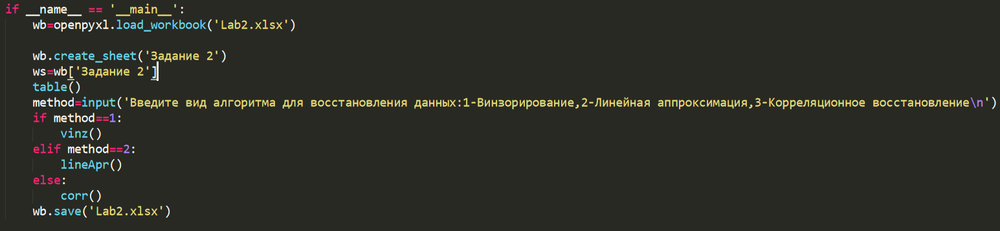 if __name__ == '__main__':
wb=openpyxl.load_workbook('Lab2.xlsx')
wb.create_sheet('Задание 2')
ws=wb['Задание 2']
table()
method=input('Введите вид алгоритма для восстановления данных:1-Винзорирование,2-Линейная аппроксимация,3-Корреляционное восстановление\n')
if method==1:
vinz()
elif method==2:
lineApr()
else:
corr()
wb.save('Lab2.xlsx')